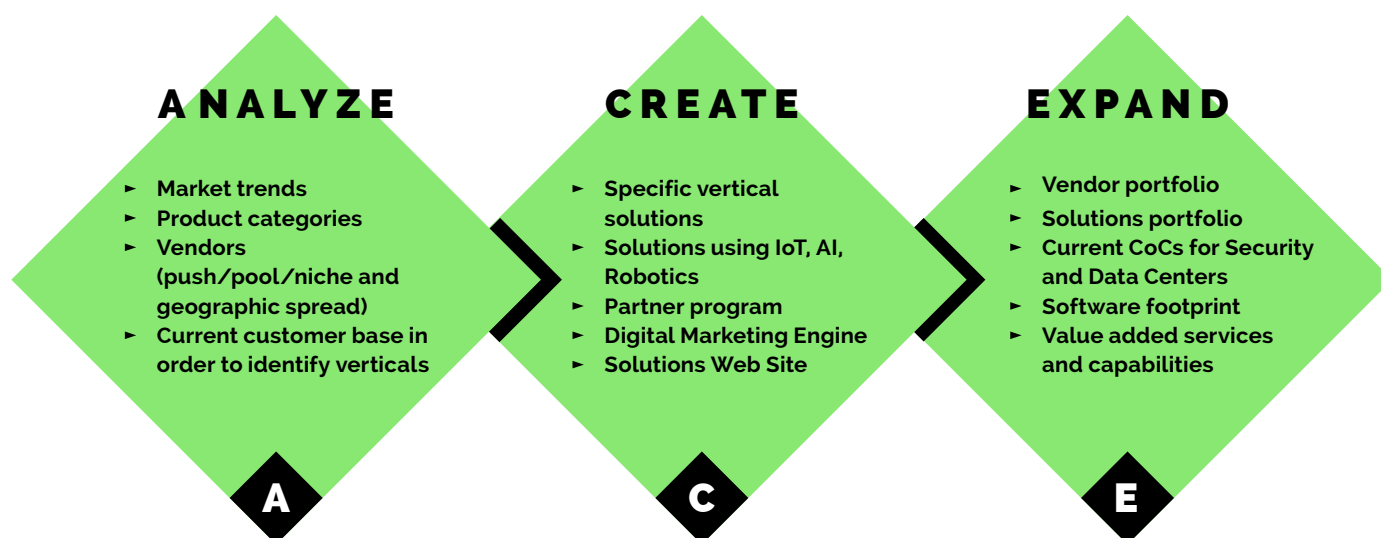 ANALYZE
► Market trends
► Product categories
► Vendors
(push/pool/niche and
geographic spread)
► Current customer base in
order to identify verticals
A
CREATE
► Specific vertical
solutions
► Solutions using IoT, AI,
Robotics
► Partner program
► Digital Marketing Engine
► Solutions Web Site
C
EXPAND
► Vendor portfolio
► Solutions portfolio
► Current CoCs for Security
and Data Centers
► Software footprint
► Value added services
and capabilities
E